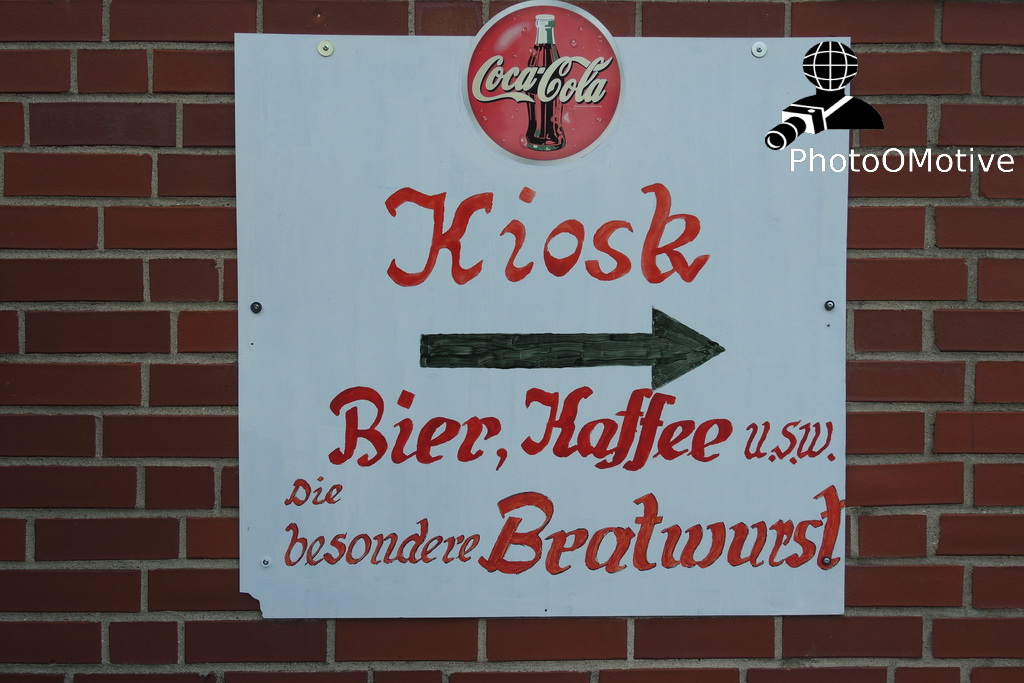 Coca-Cola
PhotoOMotive
Kiosk
Bier, Kaffee u.s.w.
Die
besondere Bratwurst